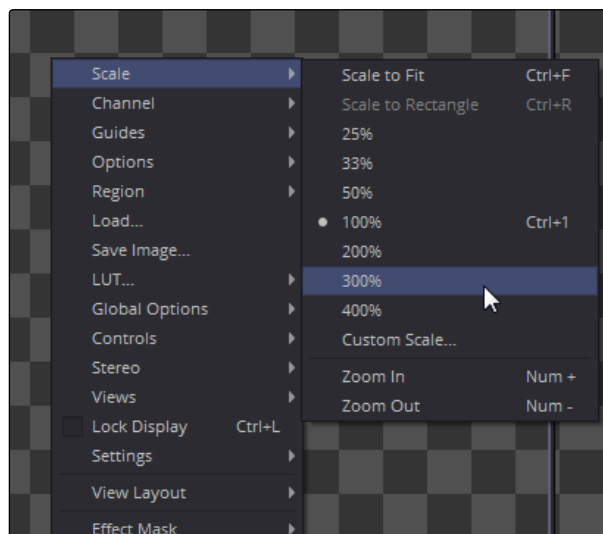 Scale
Channel
Guides
Options
Region
Load...
Save Image...
LUT...
Global Options
Controls
Stereo
Views
Lock Display Ctrl+L
Settings
View Layout
Effect Mask
Scale to Fit Ctrl+F
Scale to Rectangle Ctrl+R
25%
33%
50%
100% Ctrl+1
200%
300%
400%
Custom Scale...
Zoom In Num +
Zoom Out Num -